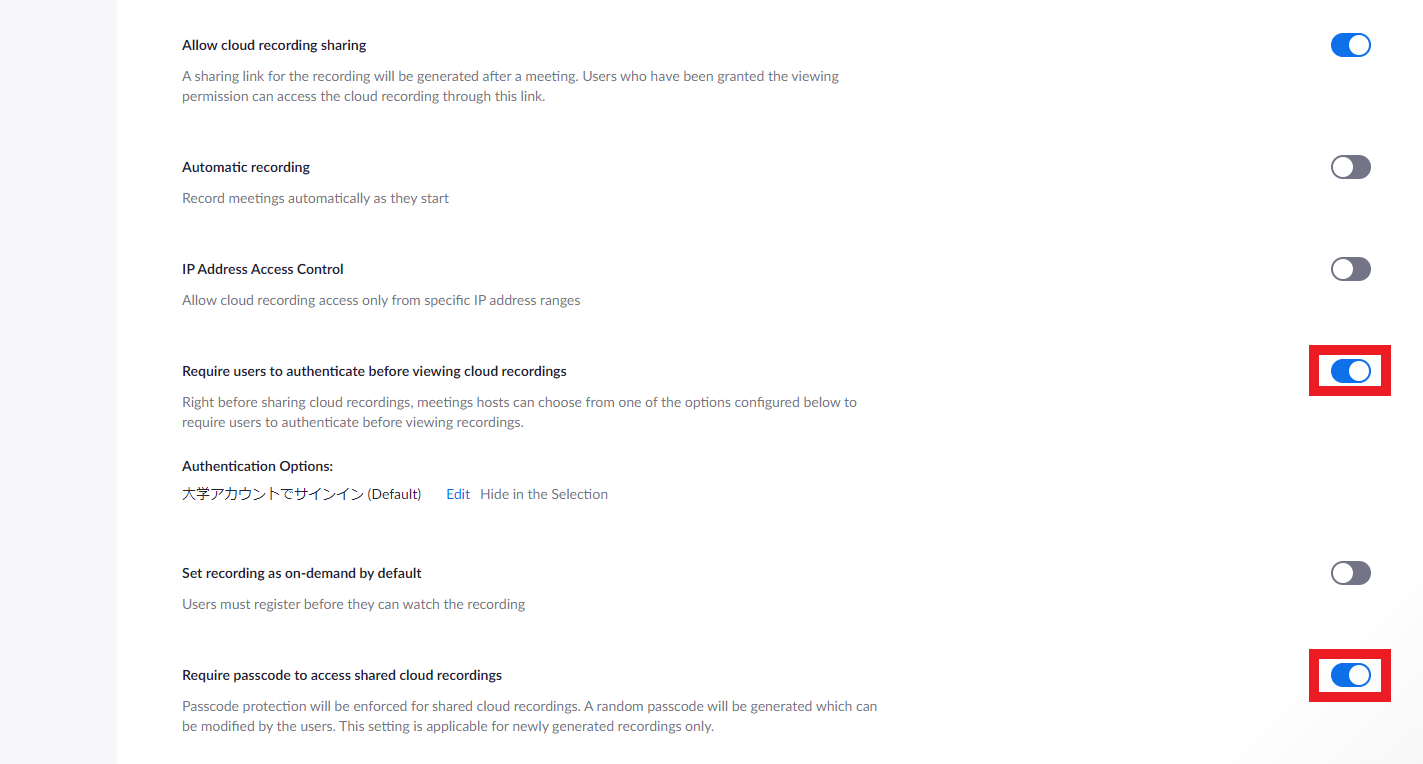 Allow cloud recording sharing
A sharing link for the recording will be generated after a meeting. Users who have been granted the viewing
permission can access the cloud recording through this link.
Automatic recording
Record meetings automatically as they start
IP Address Access Control
Allow cloud recording access only from specific IP address ranges
Require users to authenticate before viewing cloud recordings
Right before sharing cloud recordings, meetings hosts can choose from one of the options configured below to
require users to authenticate before viewing recordings.
Authentication Options:
大学アカウントでサインイン (Default) Edit Hide in the Selection
Set recording as on-demand by default
Users must register before they can watch the recording
Require passcode to access shared cloud recordings
Passcode protection will be enforced for shared cloud recordings. A random passcode will be generated which can
be modified by the users. This setting is applicable for newly generated recordings only.